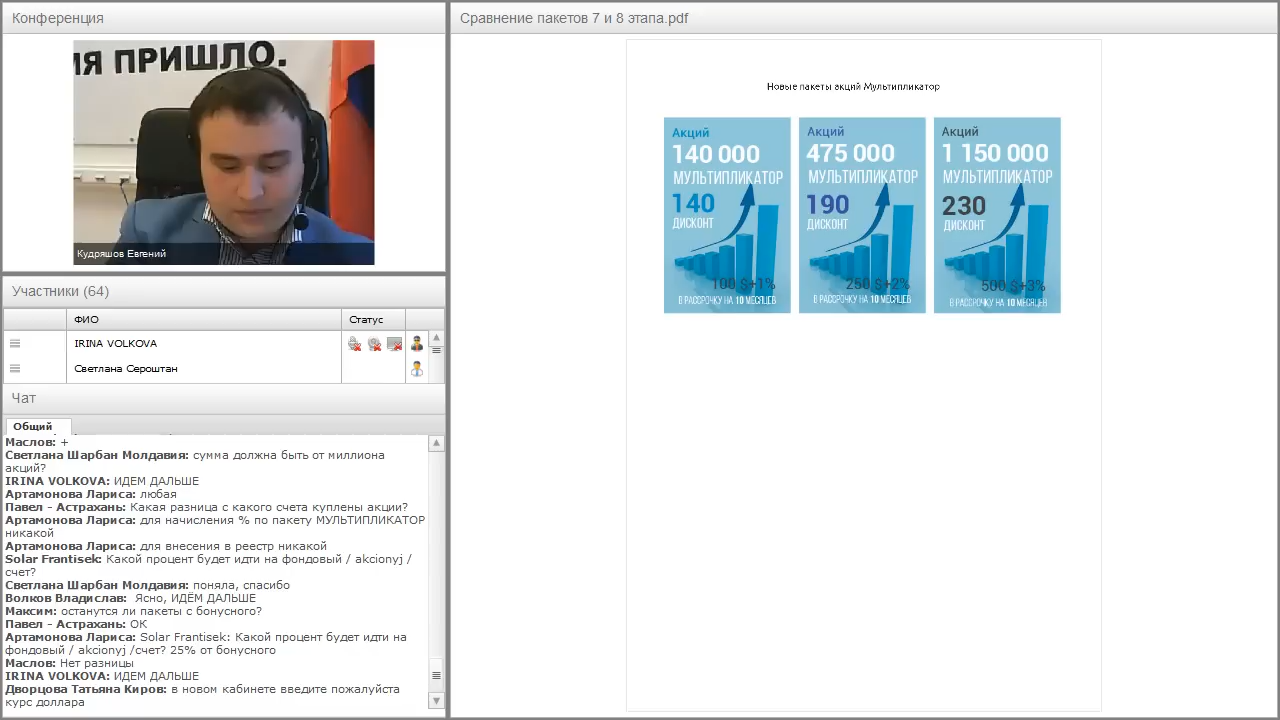 Конференция
ИЯ ПРИШЛО.
Кудряшов Евгений
Участники (64)
ФИО
Статус
IRINA VOLKOVA
Светлана Сероштан
Чат
Общий
Маслов: +
Светлана Шарбан Молдавия: сумма должна быть от миллиона
акций?
IRINA VOLKOVA: ИДЕМ ДАЛЬШЕ
Артамонова Лариса: любая
Павел - Астрахань: Какая разница с какого счета куплены акции?
Артамонова Лариса: для начисления % по пакету МУЛЬТИПЛИКАТОР
никакой
Артамонова Лариса: для внесения в реестр никакой
Solar Frantisek: Какой процент будет идти на фондовый / akcionyj /
счет?
Светлана Шарбан Молдавия: поняла, спасибо
Волков Владислав: Ясно, ИДЁМ ДАЛЬШЕ
Максим: останутся ли пакеты с бонусного?
Павел - Астрахань: ОК
Артамонова Лариса: Solar Frantisek: Какой процент будет идти на
фондовый / akcionyj /счет? 25% от бонусного
Маслов: Нет разницы
IRINA VOLKOVA: ИДЕМ ДАЛЬШЕ
Дворцова Татьяна Киров: в новом кабинете введите пожалуйста
курс доллара
Сравнение пакетов 7 и 8 этапа.pdf
Новые пакеты акций Мультипликатор
Акций
140 000
МУЛЬТИПЛИКАТОР
140
ДИСКОНТ
100 $+1%
В РАССРОЧКУ НА 10 МЕСЯЦЕВ
Акций
475 000
МУЛЬТИПЛИКАТОР
190
ДИСКОНТ
250 $+2%
В РАССРОЧКУ НА 10 МЕСЯЦЕВ
Акций
1 150 000
МУЛЬТИПЛИКАТОР
230
ДИСКОНТ
500 $+3%
В РАССРОЧКУ НА 10 МЕСЯЦЕВ